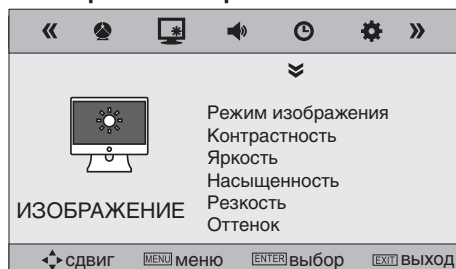 Режим изображения
Контрастность
Яркость
Насыщенность
Резкость
Оттенок
ИЗОБРАЖЕНИЕ
сдвиг MENU меню ENTER выбор EXIT выход